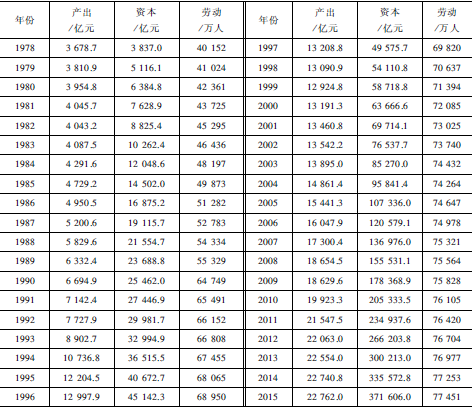 年份 产出 资本 劳动 年份 产出 资本 劳动
/亿元 /亿元 /万人 /亿元 /亿元 /万人
1978 3 678.7 3 837.0 40 152 1997 13 208.8 49 575.7 69 820
1979 3 810.9 5 116.1 41 024 1998 13 090.9 54 110.8 70 637
1980 3 954.8 6 384.8 42 361 1999 12 924.8 58 718.8 71 394
1981 4 045.7 7 628.9 43 725 2000 13 191.3 63 666.6 72 085
1982 4 043.2 8 825.4 45 295 2001 13 460.8 69 714.1 73 025
1983 4 087.5 10 262.4 46 436 2002 13 542.2 76 537.7 73 740
1984 4 291.6 12 048.6 48 197 2003 13 895.0 85 270.0 74 432
1985 4 729.2 14 502.0 49 873 2004 14 861.4 95 841.4 74 264
1986 4 950.5 16 875.2 51 282 2005 15 441.3 107 336.0 74 647
1987 5 200.6 19 115.7 52 783 2006 16 047.9 120 579.1 74 978
1988 5 829.6 21 554.7 54 334 2007 17 300.4 136 976.0 75 321
1989 6 332.4 23 688.8 55 329 2008 18 654.5 155 531.1 75 564
1990 6 694.9 25 462.0 64 749 2009 18 629.6 178 368.9 75 828
1991 7 142.4 27 446.9 65 491 2010 19 923.3 205 333.5 76 105
1992 7 727.9 29 981.7 66 152 2011 21 547.5 234 937.6 76 420
1993 8 902.7 32 994.9 66 808 2012 22 063.0 266 203.8 76 704
1994 10 736.8 36 515.5 67 455 2013 22 554.0 300 213.0 76 977
1995 12 204.5 40 672.7 68 065 2014 22 740.8 335 572.8 77 253
1996 12 997.9 45 142.3 68 950 2015 22 762.0 371 606.0 77 451